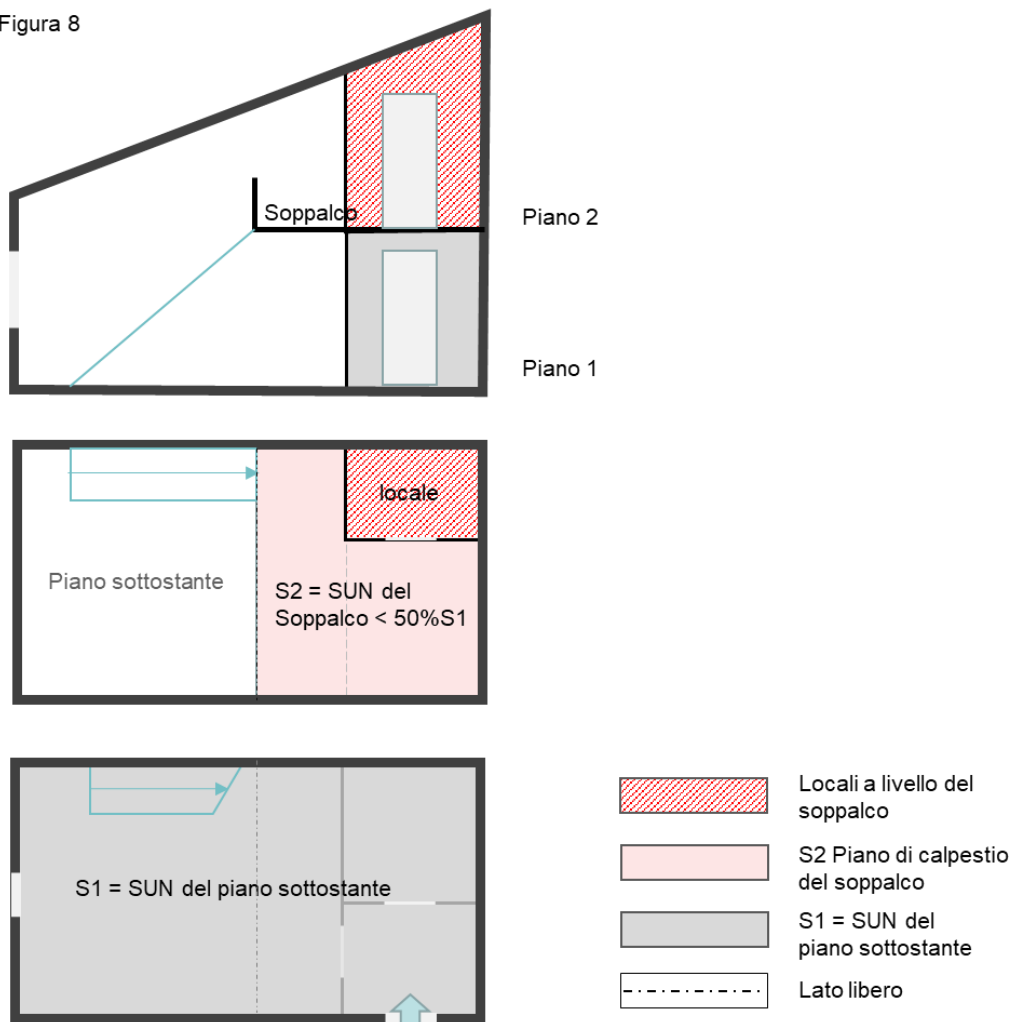 Figura 8
Soppalco
Piano 2
Piano 1
locale
Piano sottostante
S2 = SUN del
Soppalco < 50%S1
S1 = SUN del piano sottostante
Locali a livello del
soppalco
S2 Piano di calpestio
del soppalco
S1 = SUN del
piano sottostante
Lato libero